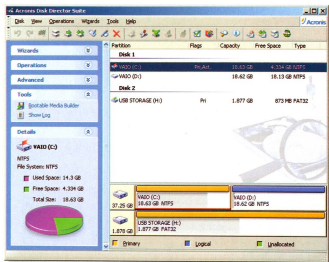 Acronis Disk Director Suite
Disk View Operations Wizards Tools Help
Acronis
Partition Flags Capacity Free Space Type
Wizards
Operations
Advanced
Tools
Bootable Media Builder
Show Log
Details
VAIO (C:)
NTFS
File System: NTFS
Used Space: 14.3 GB
Free Space: 4.334 GB
Total Size: 18.63 GB
Disk 1
VAIO (C:) Pri,Act. 18.63 GB 4.334 GB NTFS
VAIO (D:) 18.62 GB 18.13 GB NTFS
Disk 2
USB STORAGE (H:) Pri 1.877 GB 873 MB FAT32
37.25 GB
VAIO (C:)
18.63 GB NTFS
VAIO (D:)
18.62 GB NTFS
1.878 GB
USB STORAGE (H:)
1.877 GB FAT32
Primary Logical Unallocated